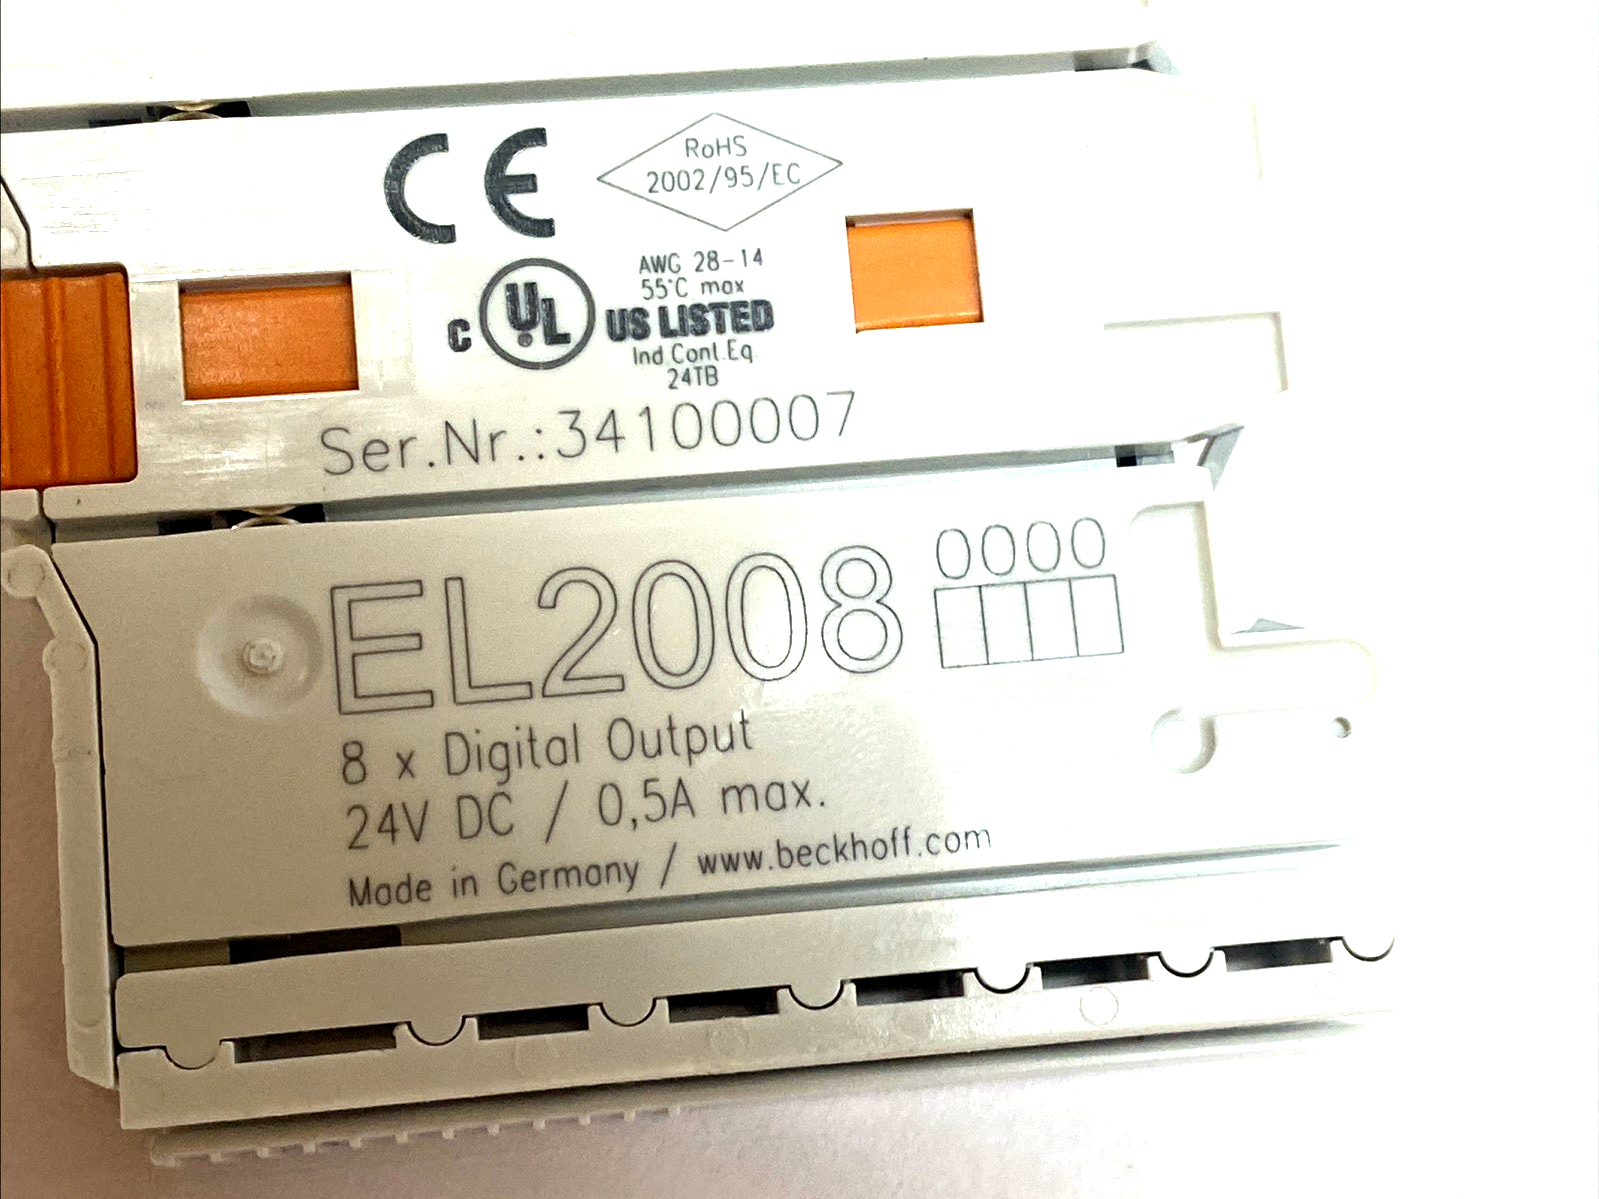 CE
RoHS
2002/95/EC
AWG 28-14
55°C max
C UL US LISTED
Ind.Cont.Eq
24TB
Ser.Nr.:34100007
EL2008 0000
8 x Digital Output
24V DC / 0,5A max.
Made in Germany / www.beckhoff.com